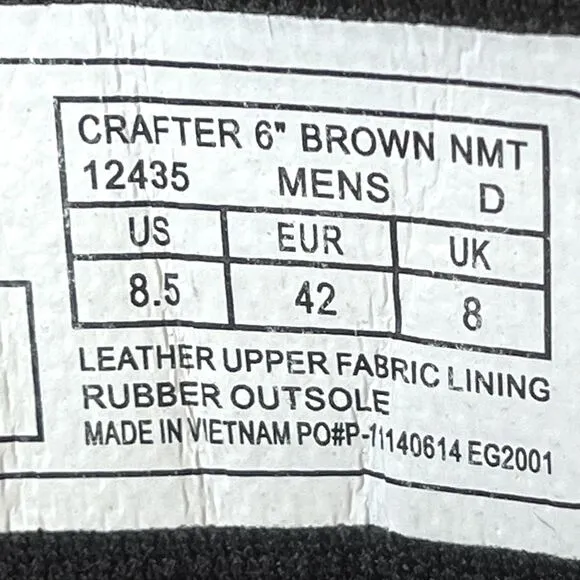 CRAFTER 6" BROWN NMT
12435 MENS D
US EUR UK
8.5 42 8
LEATHER UPPER FABRIC LINING
RUBBER OUTSOLE
MADE IN VIETNAM PO#P-11140614 EG2001